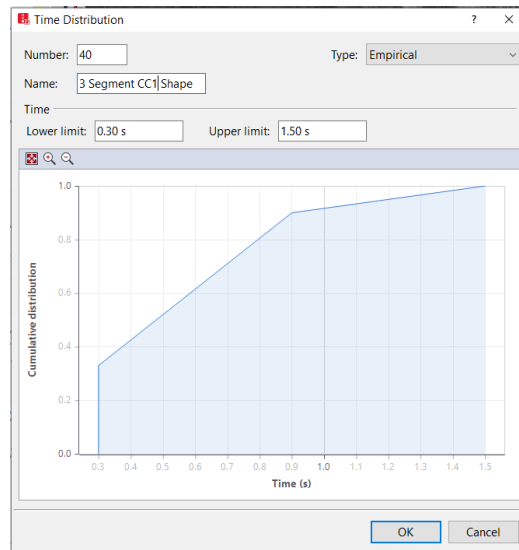 Time Distribution ? ×
Number: 40 Type: Empirical
Name: 3 Segment CC1 Shape
Time
Lower limit: 0.30 s Upper limit: 1.50 s
1.0
0.8
0.6
0.4
0.2
0.0
Cumulative distribution
0.3 0.4 0.5 0.6 0.7 0.8 0.9 1.0 1.1 1.2 1.3 1.4 1.5
Time (s)
OK Cancel